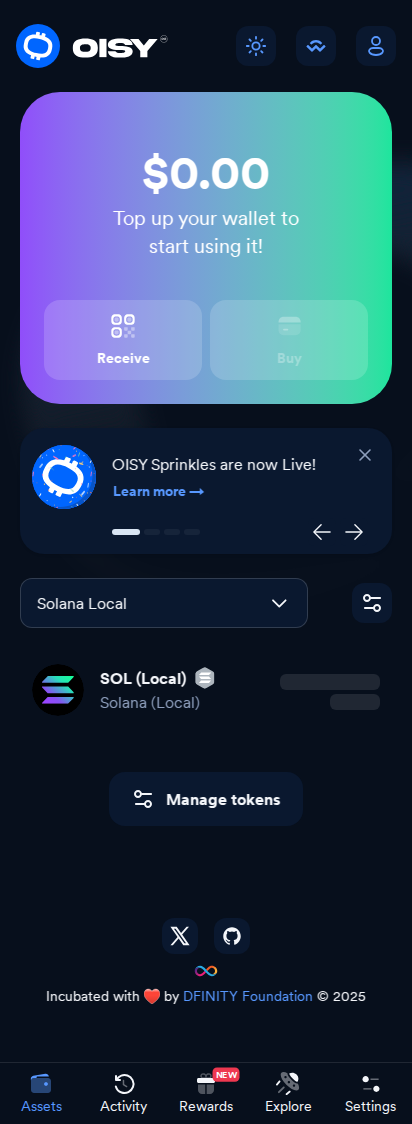 OISY
$0.00
Top up your wallet to
start using it!
Receive
Buy
OISY Sprinkles are now Live!
Learn more →
Solana Local
SOL (Local)
Solana (Local)
Manage tokens
Incubated with ❤️ by DFINITY Foundation © 2025
NEW
Assets
Activity
Rewards
Explore
Settings